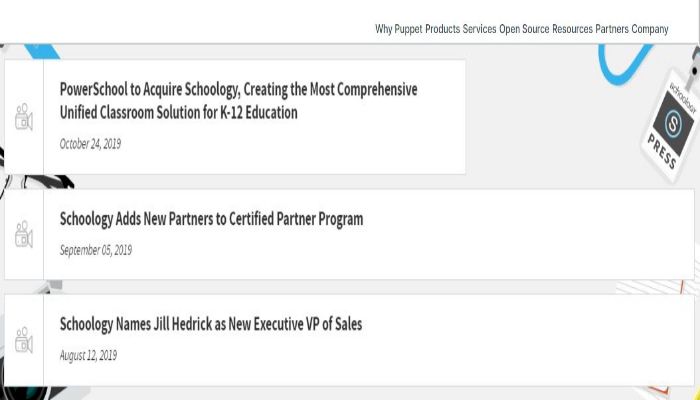 Why Puppet Products Services Open Source Resources Partners Company
PowerSchool to Acquire Schoology, Creating the Most Comprehensive
Unified Classroom Solution for K-12 Education
October 24, 2019
schoology
S
PRESS
Schoology Adds New Partners to Certified Partner Program
September 05, 2019
Schoology Names Jill Hedrick as New Executive VP of Sales
August 12, 2019